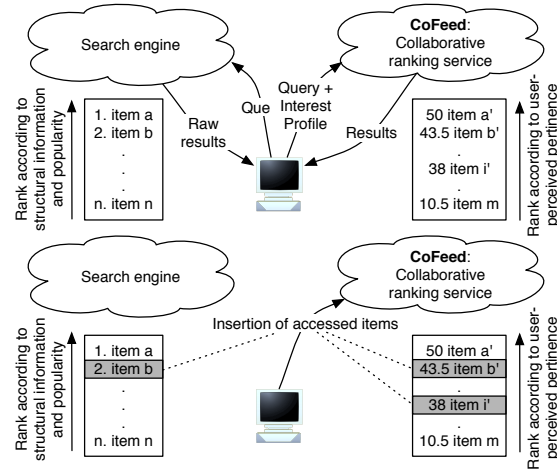 Search engine
CoFeed:
Collaborative
ranking service
Query +
Interest
Profile
Que
Raw
results
Results
Rank according to
structural information
and popularity
1. item a
2. item b
.
.
.
.
n. item n
50 item a'
43.5 item b'
.
38 item i'
.
10.5 item m
Rank according to user-
perceived pertinence
Search engine
CoFeed:
Collaborative
ranking service
Insertion of accessed items
Rank according to
structural information
and popularity
1. item a
2. item b
.
.
.
.
n. item n
50 item a'
43.5 item b'
.
38 item i'
.
10.5 item m
Rank according to user-
perceived pertinence